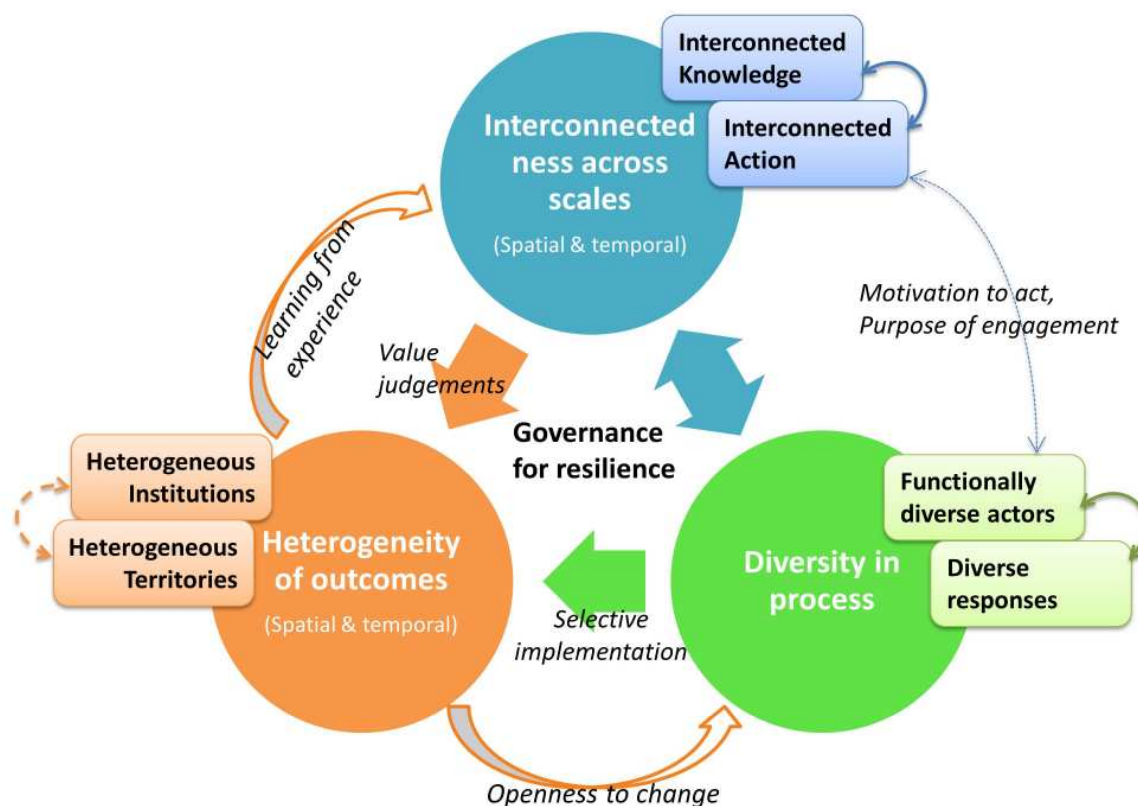 Interconnected
Knowledge
Interconnected
Action
Interconnected
ness across
scales
(Spatial & temporal)
Learning from
experience
Motivation to act,
Purpose of engagement
Value
judgements
Governance
for resilience
Heterogeneous
Institutions
Heterogeneous
Territories
Heterogeneity
of outcomes
(Spatial & temporal)
Functionally
diverse actors
Diverse
responses
Diversity in
process
Selective
implementation
Openness to change